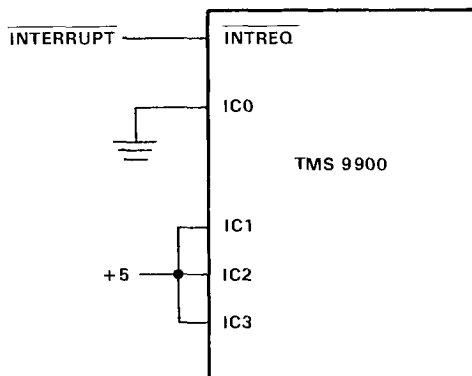 INTERRUPT
INTREQ
IC0
TMS 9900
IC1
+5
IC2
IC3